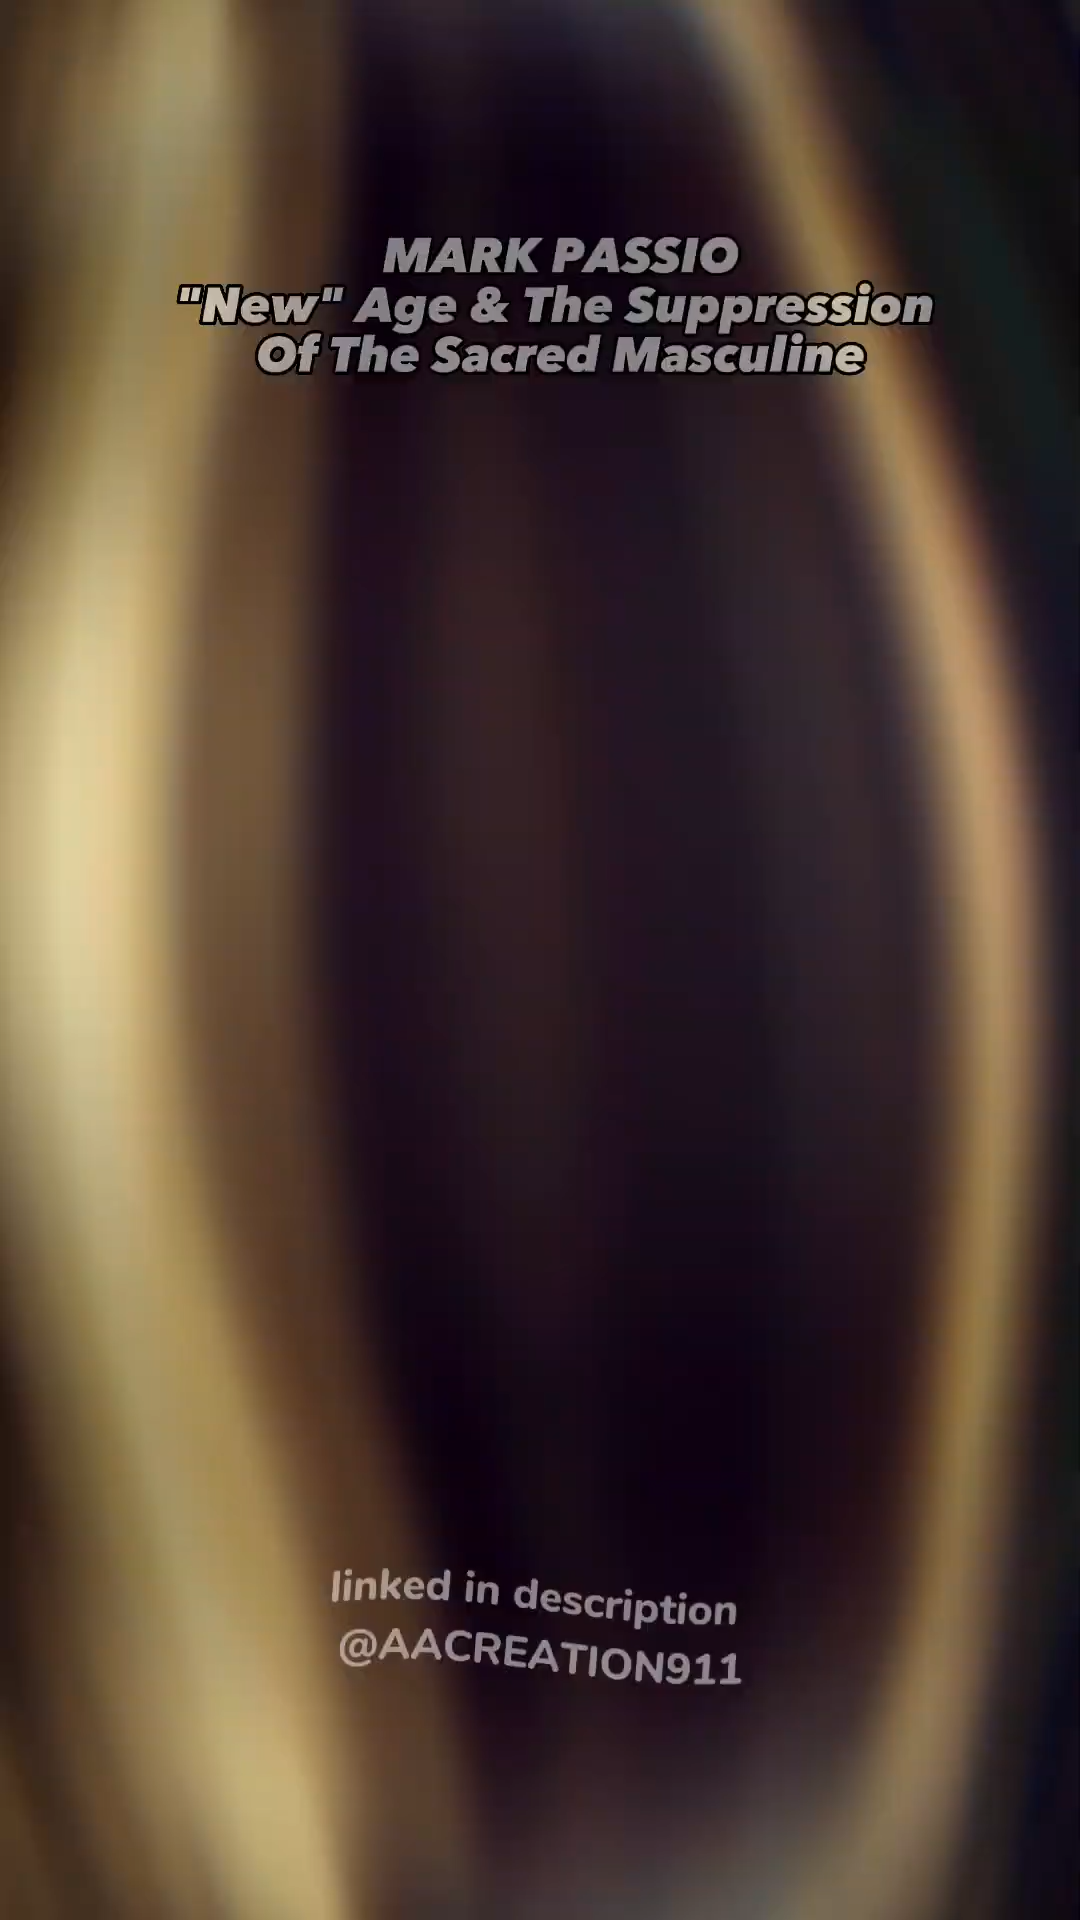 MARK PASSIO
"New" Age & The Suppression
Of The Sacred Masculine
linked in description
@AACREATION911